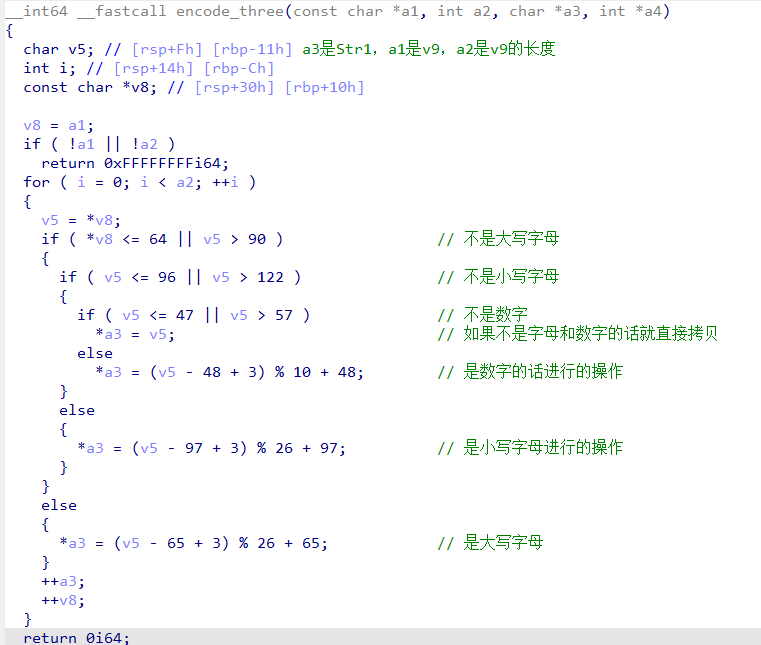 __int64 __fastcall encode_three(const char *a1, int a2, char *a3, int *a4)
{
  char v5; // [rsp+Fh] [rbp-11h] a3是Str1，a1是v9，a2是v9的长度
  int i; // [rsp+14h] [rbp-Ch]
  const char *v8; // [rsp+30h] [rbp+10h]

  v8 = a1;
  if ( !a1 || !a2 )
    return 0xFFFFFFFFi64;
  for ( i = 0; i < a2; ++i )
  {
    v5 = *v8;
    if ( *v8 <= 64 || v5 > 90 )                 // 不是大写字母
    {
      if ( v5 <= 96 || v5 > 122 )               // 不是小写字母
      {
        if ( v5 <= 47 || v5 > 57 )              // 不是数字
          *a3 = v5;                             // 如果不是字母和数字的话就直接拷贝
        else
          *a3 = (v5 - 48 + 3) % 10 + 48;        // 是数字的话进行的操作
      }
      else
      {
        *a3 = (v5 - 97 + 3) % 26 + 97;          // 是小写字母进行的操作
      }
    }
    else
    {
      *a3 = (v5 - 65 + 3) % 26 + 65;            // 是大写字母
    }
    ++a3;
    ++v8;
  }
  return 0i64;